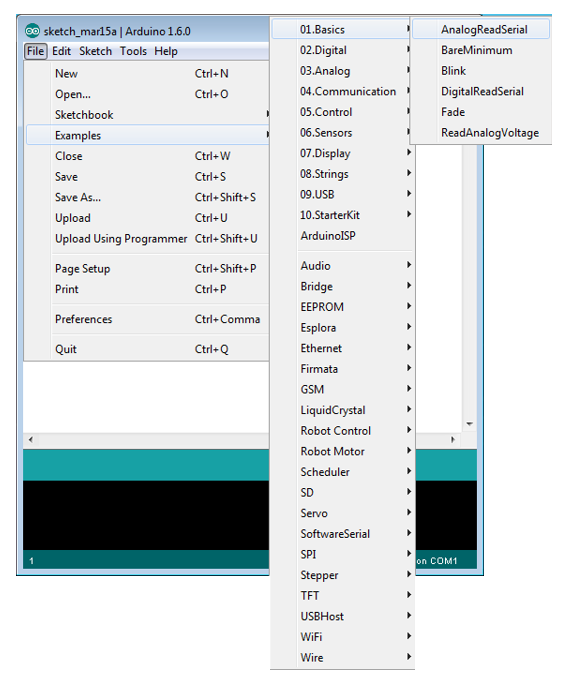 sketch_mar15a | Arduino 1.6.0
File Edit Sketch Tools Help
New Ctrl+N
Open... Ctrl+O
Sketchbook
Examples
Close Ctrl+W
Save Ctrl+S
Save As... Ctrl+Shift+S
Upload Ctrl+U
Upload Using Programmer Ctrl+Shift+U
Page Setup Ctrl+Shift+P
Print Ctrl+P
Preferences Ctrl+Comma
Quit Ctrl+Q
01.Basics
02.Digital
03.Analog
04.Communication
05.Control
06.Sensors
07.Display
08.Strings
09.USB
10.StarterKit
ArduinoISP
Audio
Bridge
EEPROM
Esplora
Ethernet
Firmata
GSM
LiquidCrystal
Robot Control
Robot Motor
Scheduler
SD
Servo
SoftwareSerial
SPI
Stepper
TFT
USBHost
WiFi
Wire
AnalogReadSerial
BareMinimum
Blink
DigitalReadSerial
Fade
ReadAnalogVoltage
1
on COM1